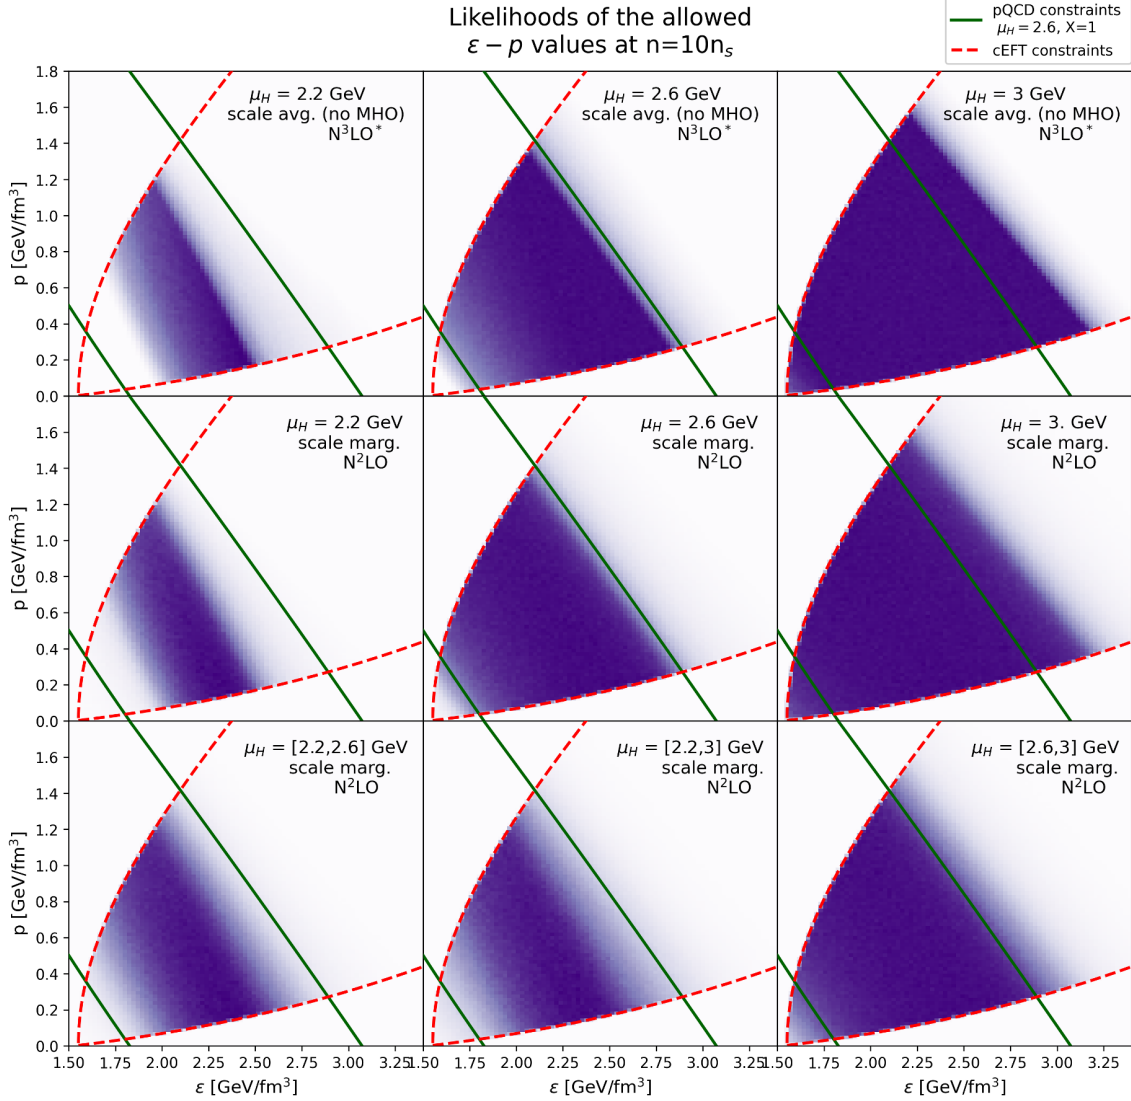 Likelihoods of the allowed
ε − p values at n=10nₛ
pQCD constraints
μ_H = 2.6, X=1
cEFT constraints
1.8
1.6
1.4
1.2
1.0
0.8
0.6
0.4
0.2
0.0
p [GeV/fm³]
μ_H = 2.2 GeV
scale avg. (no MHO)
N³LO*
μ_H = 2.6 GeV
scale avg. (no MHO)
N³LO*
μ_H = 3 GeV
scale avg. (no MHO)
N³LO*
1.6
1.4
1.2
1.0
0.8
0.6
0.4
0.2
0.0
p [GeV/fm³]
μ_H = 2.2 GeV
scale marg.
N²LO
μ_H = 2.6 GeV
scale marg.
N²LO
μ_H = 3. GeV
scale marg.
N²LO
1.6
1.4
1.2
1.0
0.8
0.6
0.4
0.2
0.0
p [GeV/fm³]
μ_H = [2.2,2.6] GeV
scale marg.
N²LO
μ_H = [2.2,3] GeV
scale marg.
N²LO
μ_H = [2.6,3] GeV
scale marg.
N²LO
1.50 1.75 2.00 2.25 2.50 2.75 3.00 3.25
1.75 2.00 2.25 2.50 2.75 3.00 3.25
1.75 2.00 2.25 2.50 2.75 3.00 3.25
ε [GeV/fm³] ε [GeV/fm³] ε [GeV/fm³]